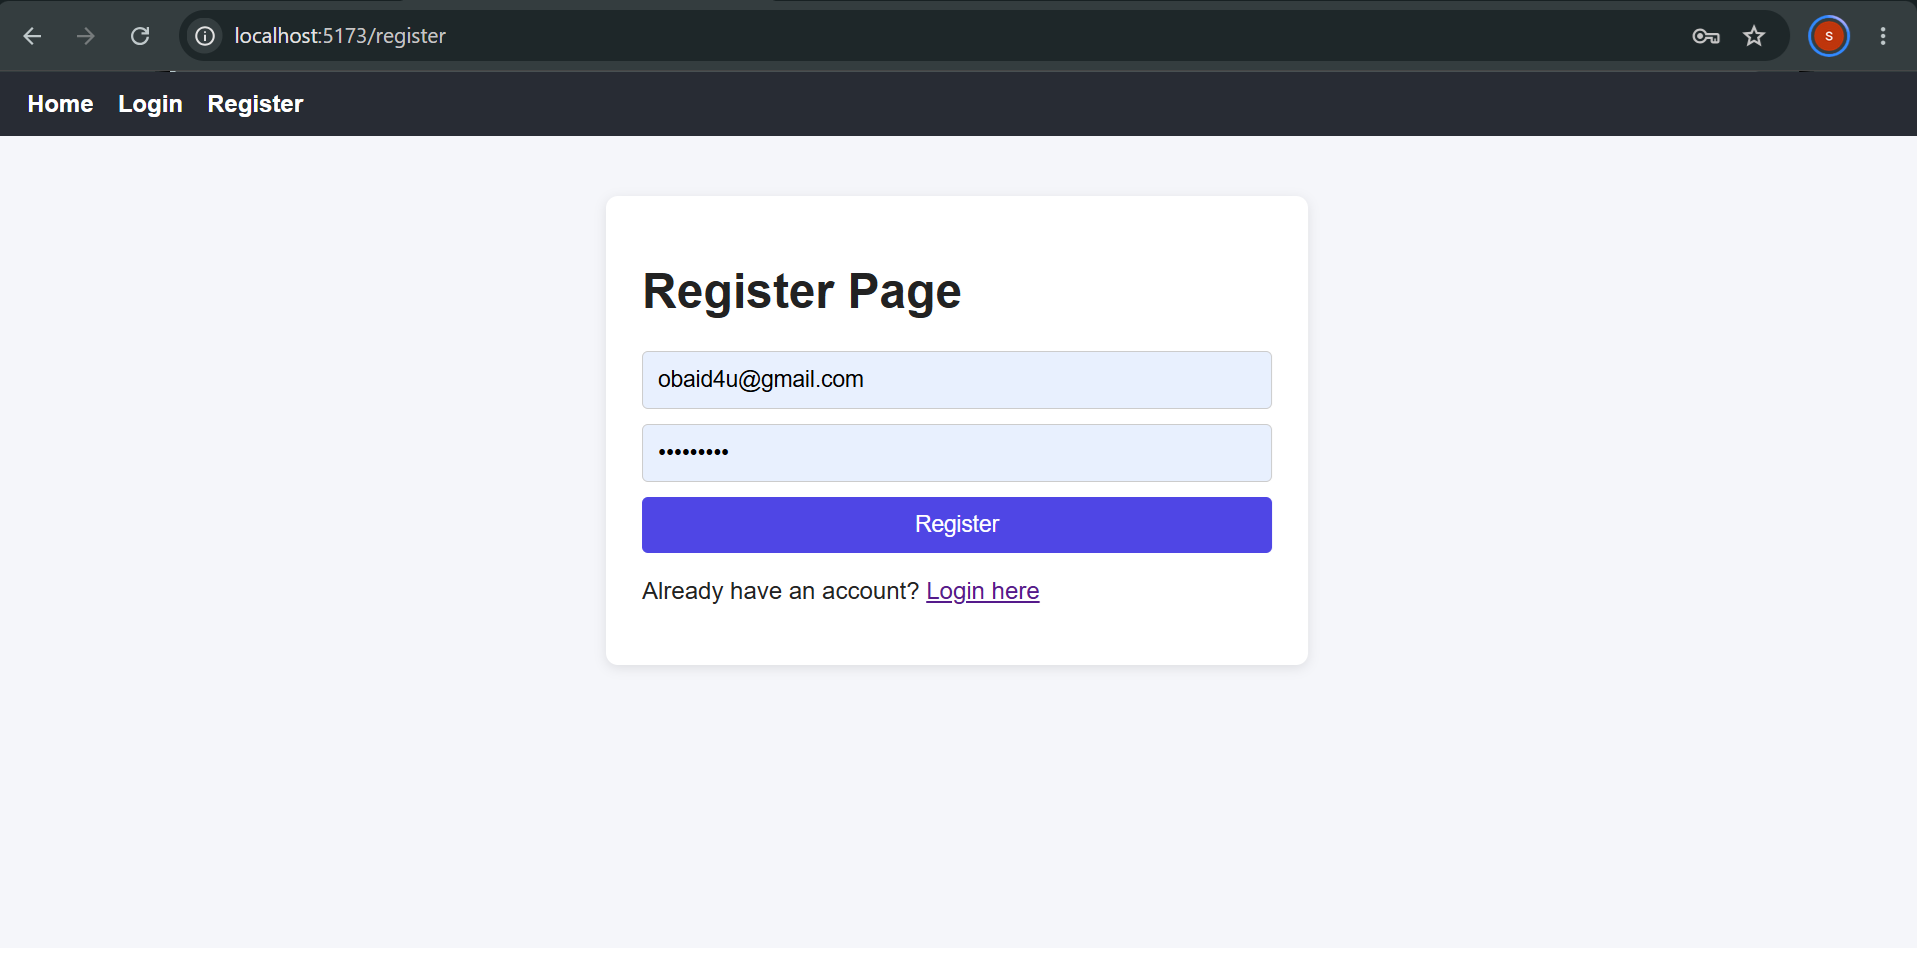 localhost:5173/register
S
Home Login Register
Register Page
obaid4u@gmail.com
•••••••••
Register
Already have an account? Login here